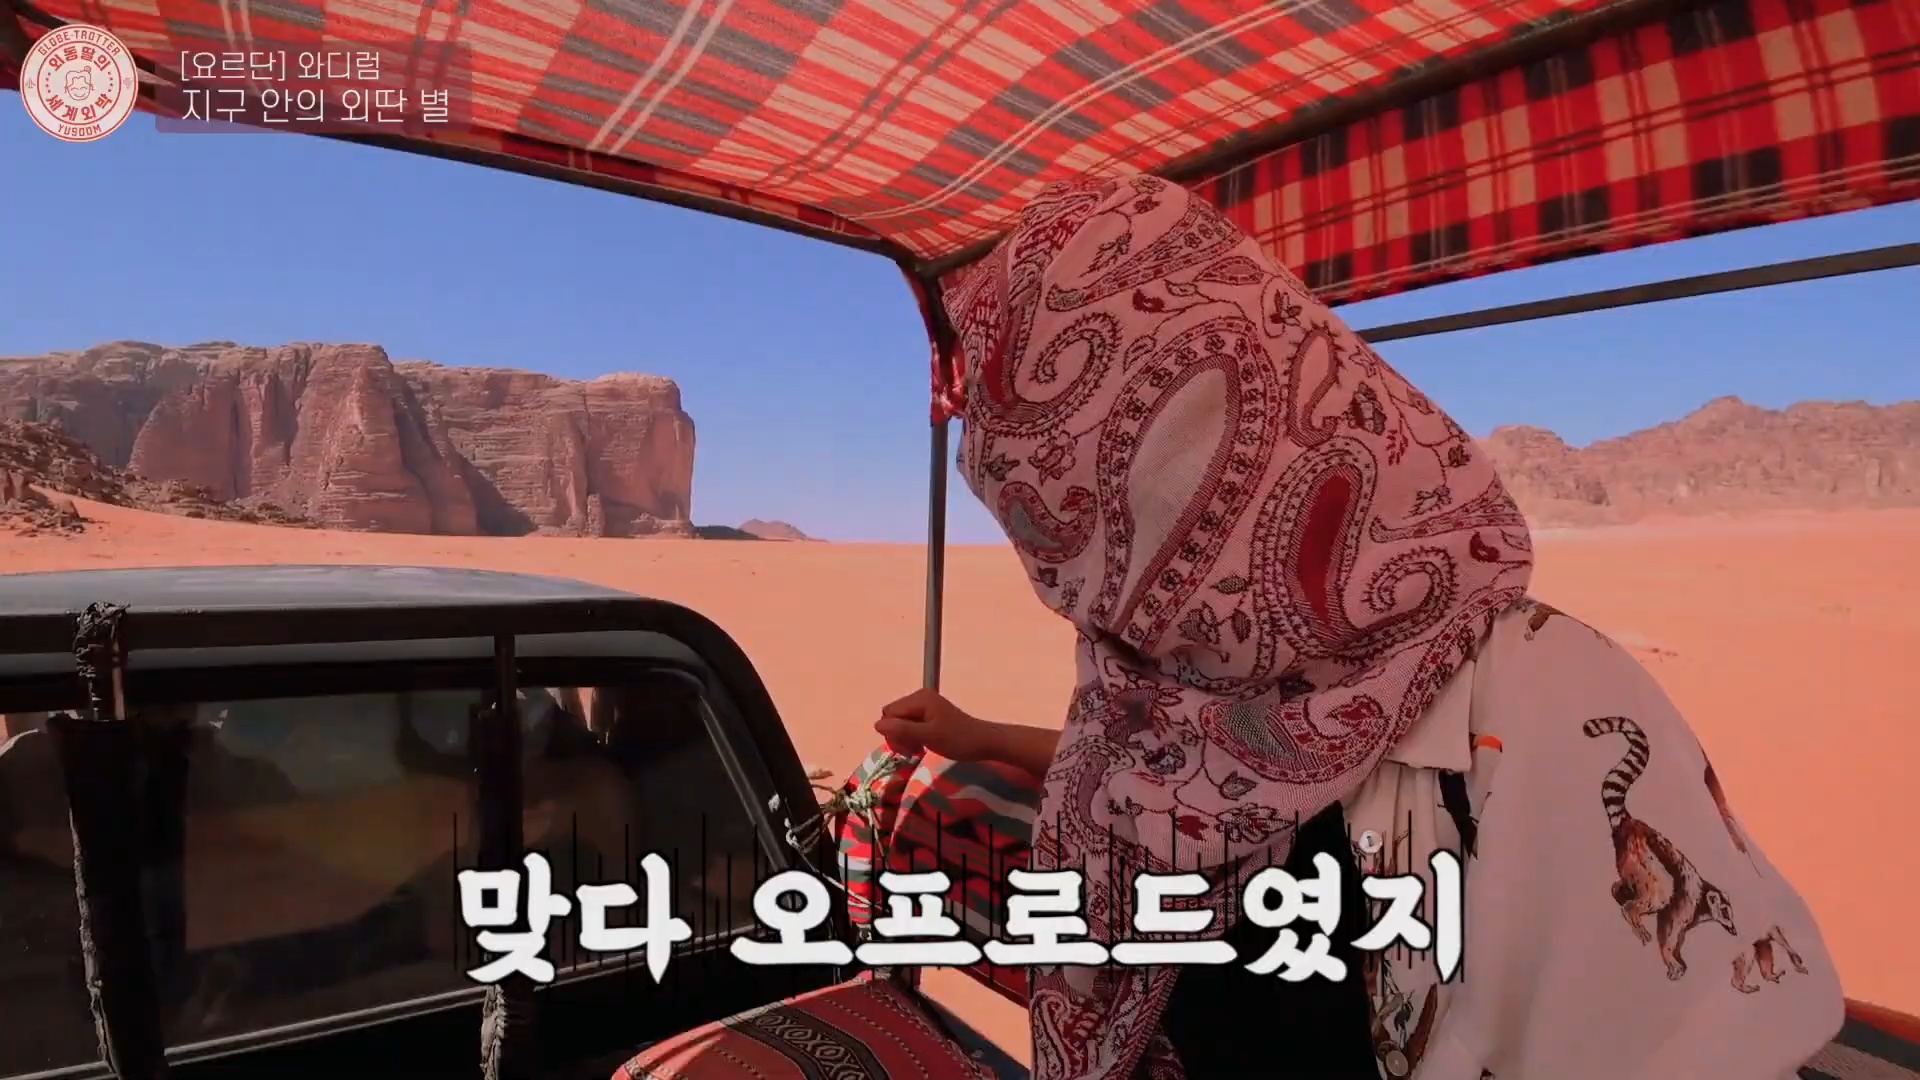 GLOBE-TROTTER
외동딸의
세계외박
YUSOOM
[요르단] 와디럼
지구 안의 외딴 별
맞다 오프로드였지